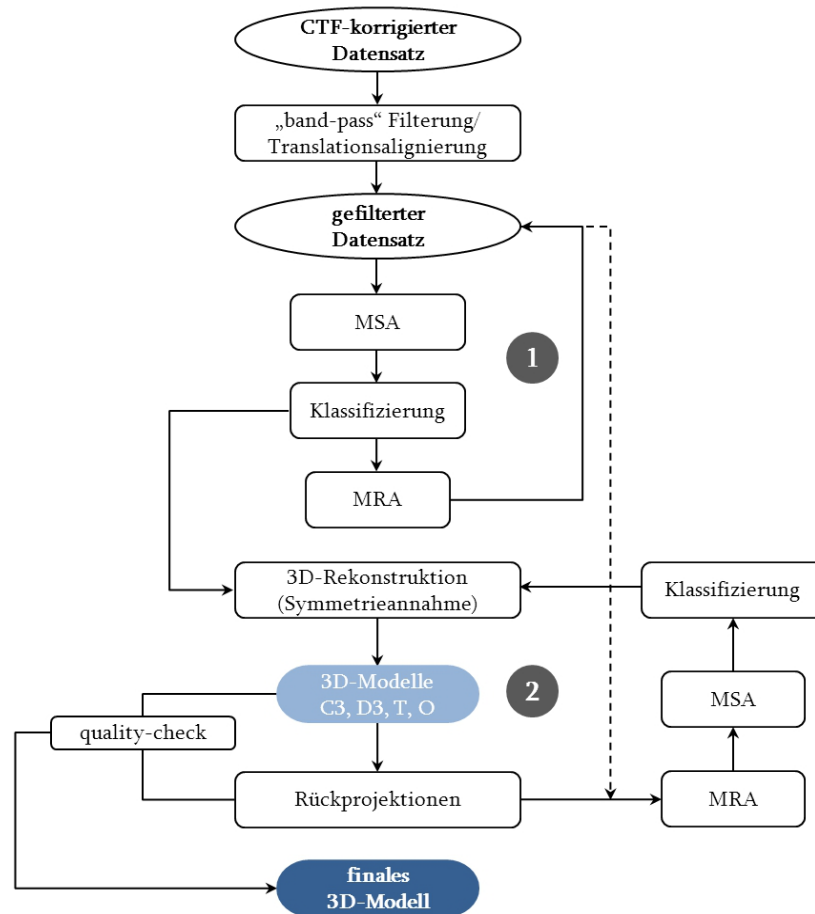 CTF-korrigierter
Datensatz
„band-pass“ Filterung/
Translationsalignierung
gefilterter
Datensatz
MSA
1
Klassifizierung
MRA
3D-Rekonstruktion
(Symmetrieannahme)
Klassifizierung
3D-Modelle
C3, D3, T, O
2
MSA
quality-check
Rückprojektionen
MRA
finales
3D-Modell